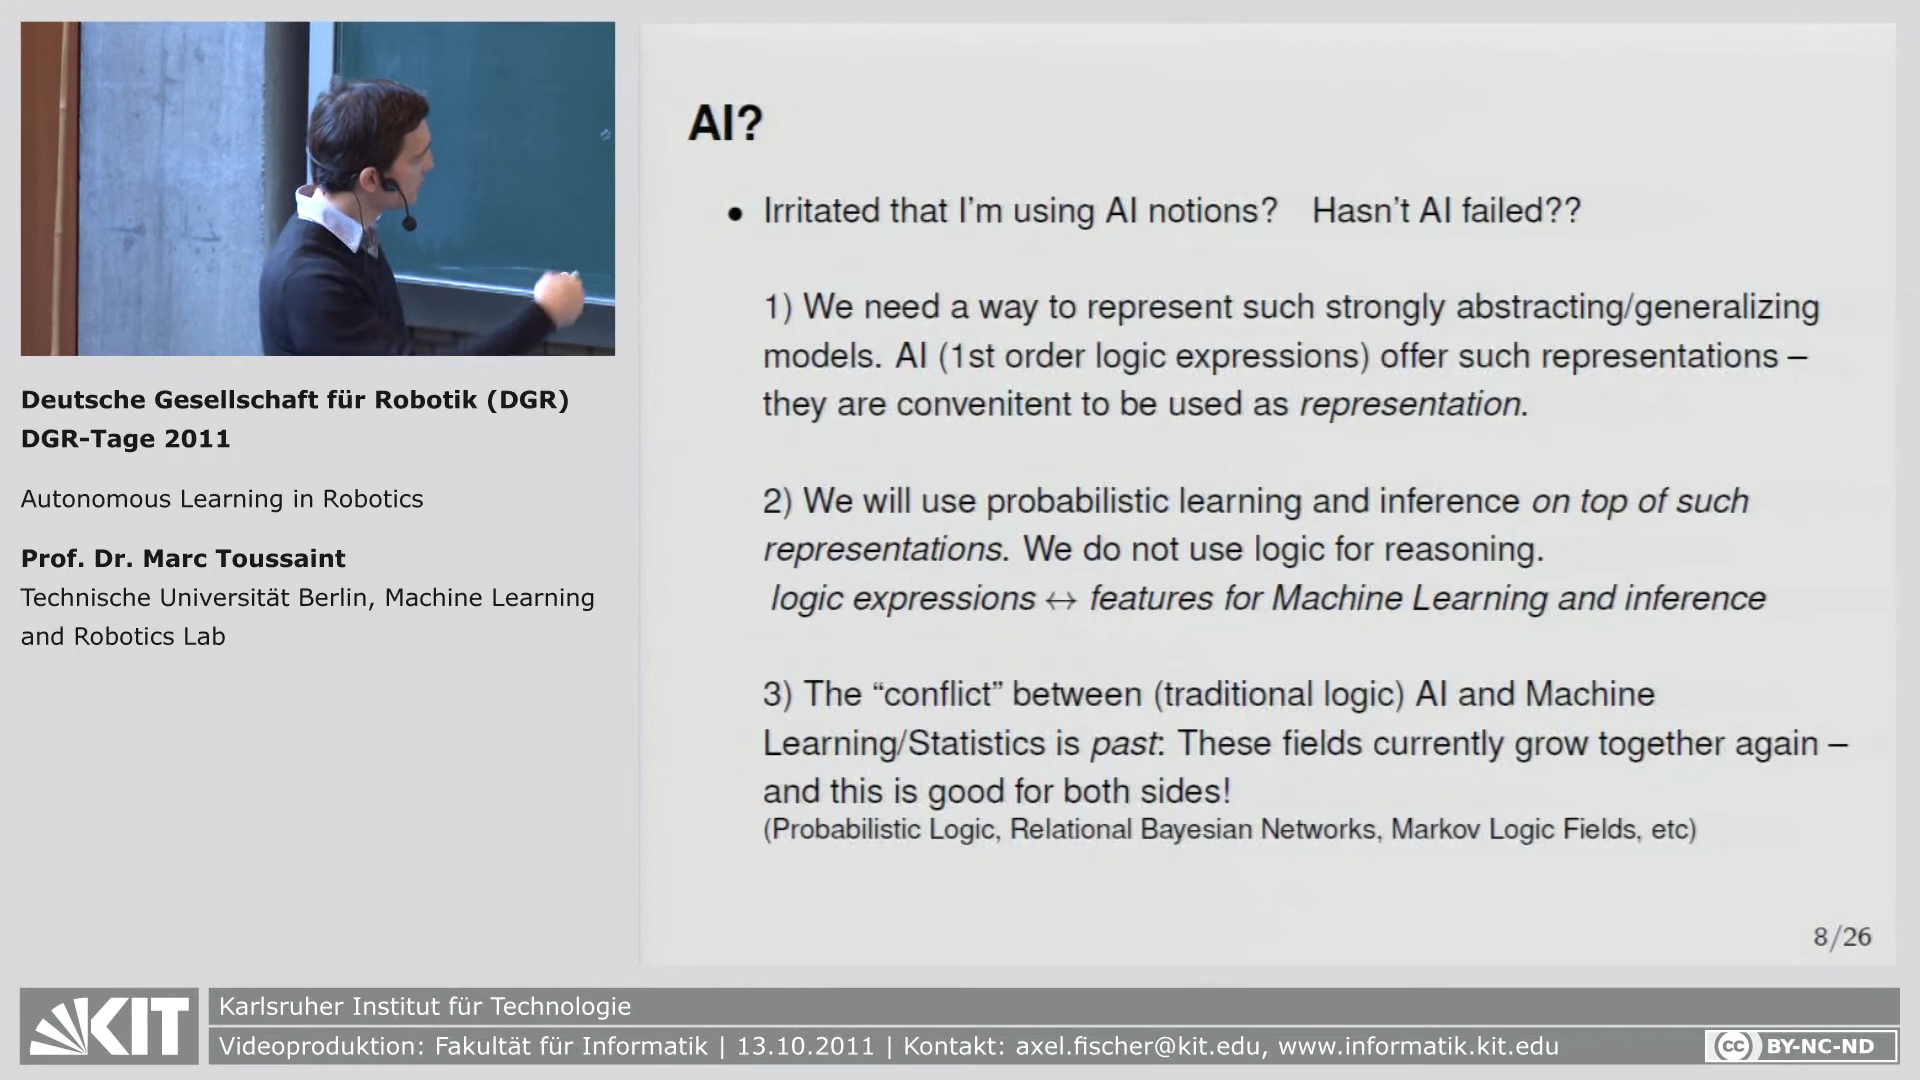 Deutsche Gesellschaft für Robotik (DGR)
DGR-Tage 2011
Autonomous Learning in Robotics
Prof. Dr. Marc Toussaint
Technische Universität Berlin, Machine Learning
and Robotics Lab
AI?
• Irritated that I'm using AI notions? Hasn't AI failed??
1) We need a way to represent such strongly abstracting/generalizing
models. AI (1st order logic expressions) offer such representations –
they are convenitent to be used as representation.
2) We will use probabilistic learning and inference on top of such
representations. We do not use logic for reasoning.
logic expressions ↔ features for Machine Learning and inference
3) The “conflict” between (traditional logic) AI and Machine
Learning/Statistics is past: These fields currently grow together again –
and this is good for both sides!
(Probabilistic Logic, Relational Bayesian Networks, Markov Logic Fields, etc)
8/26
KIT
Karlsruher Institut für Technologie
Videoproduktion: Fakultät für Informatik | 13.10.2011 | Kontakt: axel.fischer@kit.edu, www.informatik.kit.edu
cc BY-NC-ND